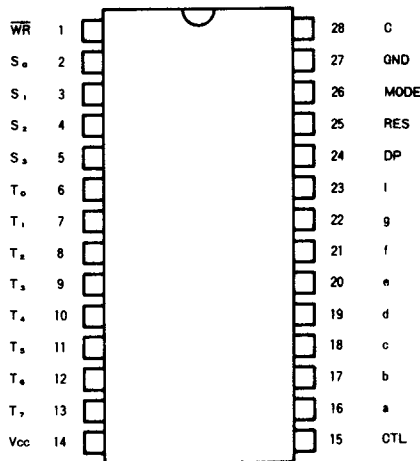 W̅R̅ 1 28 C
S₀ 2 27 GND
S₁ 3 26 MODE
S₂ 4 25 RES
S₃ 5 24 DP
T₀ 6 23 I
T₁ 7 22 g
T₂ 8 21 f
T₃ 9 20 e
T₄ 10 19 d
T₅ 11 18 c
T₆ 12 17 b
T₇ 13 16 a
Vcc 14 15 CTL